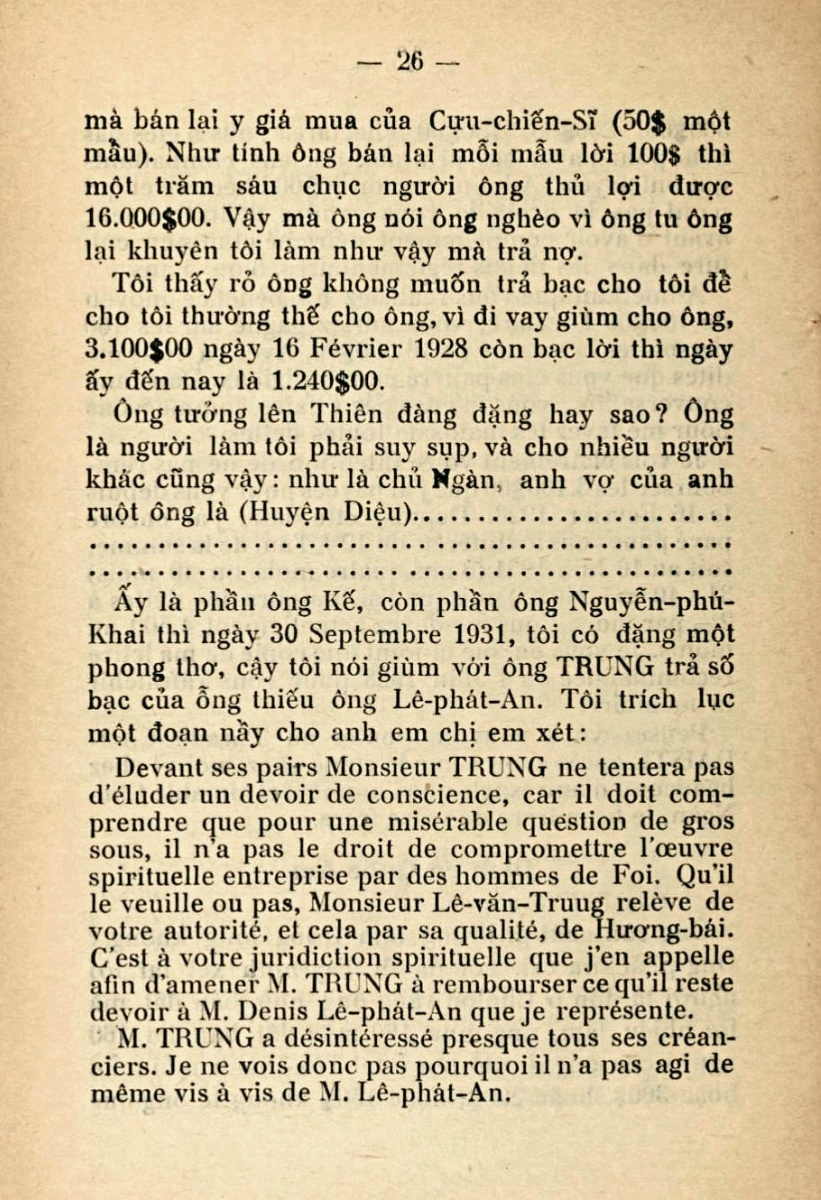 — 26 —
mà bán lại y giá mua của Cựu-chiến-Sĩ (50$ một
mầu). Như tính ông bán lại mỗi mẫu lời 100$ thì
một trăm sáu chục người ông thủ lợi được
16.000$00. Vậy mà ông nói ông nghèo vì ông tu ông
lại khuyên tôi làm như vậy mà trả nợ.
Tôi thấy rỏ ông không muốn trả bạc cho tôi để
cho tôi thường thế cho ông, vì đi vay giùm cho ông,
3.100$00 ngày 16 Février 1928 còn bạc lời thì ngày
ấy đến nay là 1.240$00.
Ông tưởng lên Thiên đàng đặng hay sao? Ông
là người làm tôi phải suy sụp, và cho nhiều người
khác cũng vậy: như là chủ Ngàn, anh vợ của anh
ruột ông là (Huyện Diệu)........................
................................................
................................................
Ấy là phần ông Kế, còn phần ông Nguyễn-phú-
Khai thì ngày 30 Septembre 1931, tôi có đặng một
phong thơ, cậy tôi nói giùm với ông TRUNG trả số
bạc của ổng thiếu ông Lê-phát-An. Tôi trích lục
một đoạn nầy cho anh em chị em xét:
Devant ses pairs Monsieur TRUNG ne tentera pas
d'éluder un devoir de conscience, car il doit com-
prendre que pour une misérable question de gros
sous, il n'a pas le droit de compromettre l'œuvre
spirituelle entreprise par des hommes de Foi. Qu'il
le veuille ou pas, Monsieur Lê-văn-Truug relève de
votre autorité, et cela par sa qualité, de Hương-bái.
C'est à votre juridiction spirituelle que j'en appelle
afin d'amener M. TRUNG à rembourser ce qu'il reste
devoir à M. Denis Lê-phát-An que je représente.
M. TRUNG a désintéressé presque tous ses créan-
ciers. Je ne vois donc pas pourquoi il n'a pas agi de
même vis à vis de M. Lê-phát-An.